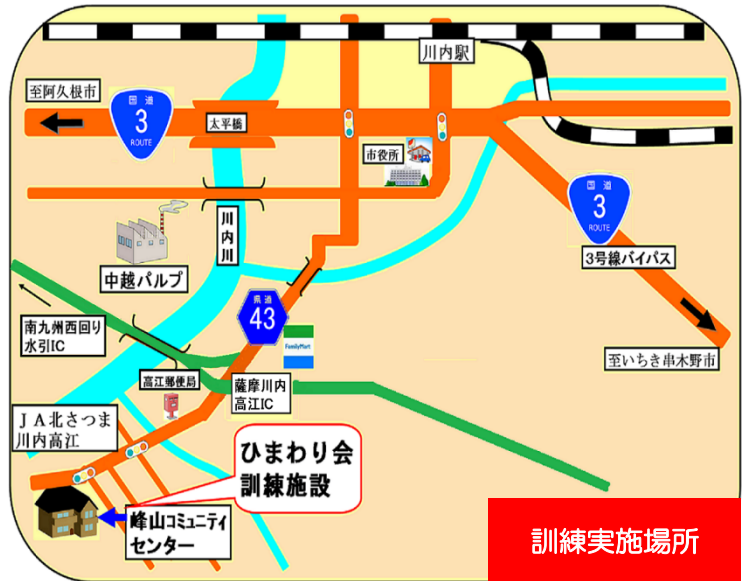 川内駅
至阿久根市
国道
3
ROUTE
太平橋
市役所
国道
3
ROUTE
川内川
中越パルプ
3号線バイパス
県道
43
南九州西回り
水引IC
FamilyMart
至いちき串木野市
高江郵便局
薩摩川内
高江IC
JA北さつま
川内高江
ひまわり会
訓練施設
峰山コミュニティ
センター
訓練実施場所